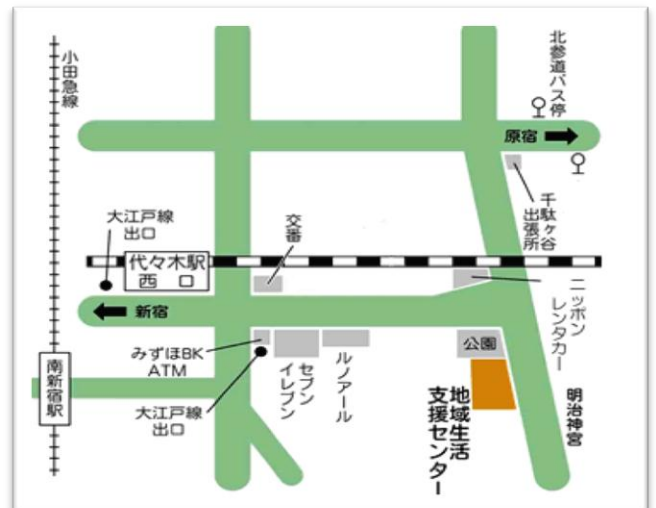 小田急線
北参道バス停
原宿
千駄ヶ谷
出張所
大江戸線
出口
交番
代々木駅
西 口
新宿
ニッポン
レンタカー
みずほBK
ATM
セブン
イレブン
ルノアール
公園
明治神宮
南新宿駅
大江戸線
出口
地域生活
支援センター